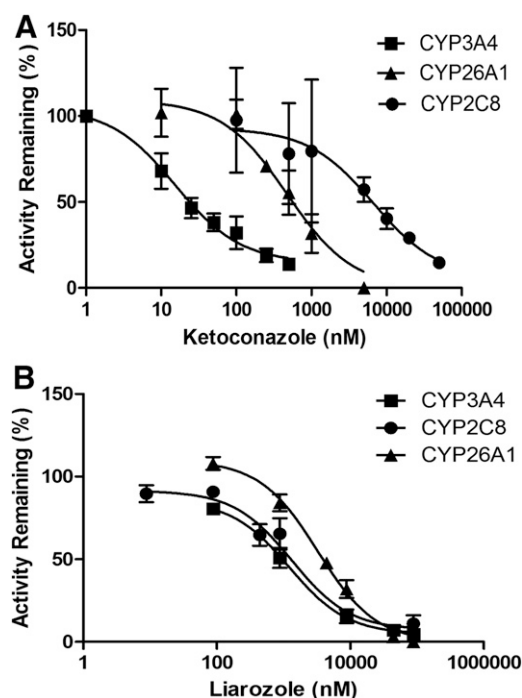 A
Activity Remaining (%)
150
100
50
0
CYP3A4
CYP26A1
CYP2C8
1 10 100 1000 10000 100000
Ketoconazole (nM)
B
Activity Remaining (%)
150
100
50
0
CYP3A4
CYP2C8
CYP26A1
1 100 10000 1000000
Liarozole (nM)